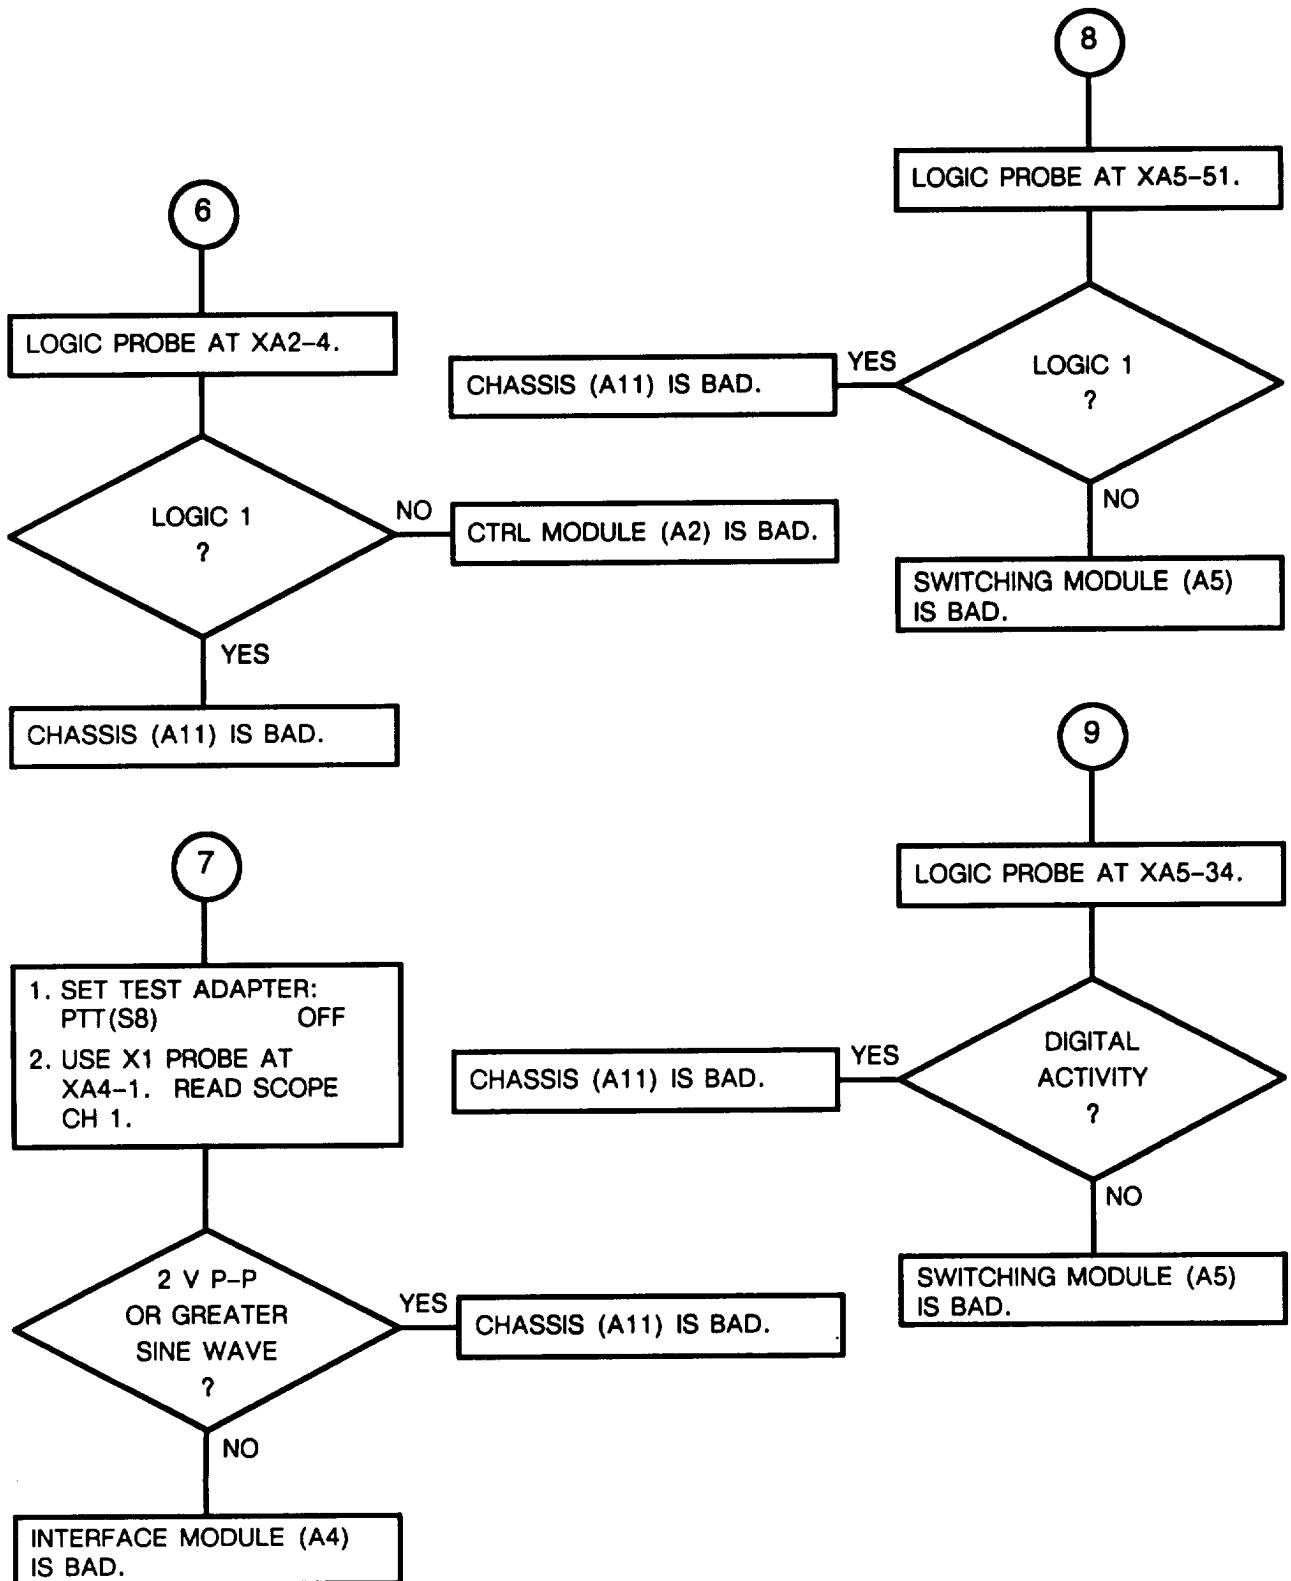 6
LOGIC PROBE AT XA2-4.
LOGIC 1
?
NO
CTRL MODULE (A2) IS BAD.
YES
CHASSIS (A11) IS BAD.
7
1. SET TEST ADAPTER:
PTT(S8) OFF
2. USE X1 PROBE AT
XA4-1. READ SCOPE
CH 1.
2 V P-P
OR GREATER
SINE WAVE
?
YES
CHASSIS (A11) IS BAD.
NO
INTERFACE MODULE (A4)
IS BAD.
8
LOGIC PROBE AT XA5-51.
LOGIC 1
?
YES
CHASSIS (A11) IS BAD.
NO
SWITCHING MODULE (A5)
IS BAD.
9
LOGIC PROBE AT XA5-34.
DIGITAL
ACTIVITY
?
YES
CHASSIS (A11) IS BAD.
NO
SWITCHING MODULE (A5)
IS BAD.